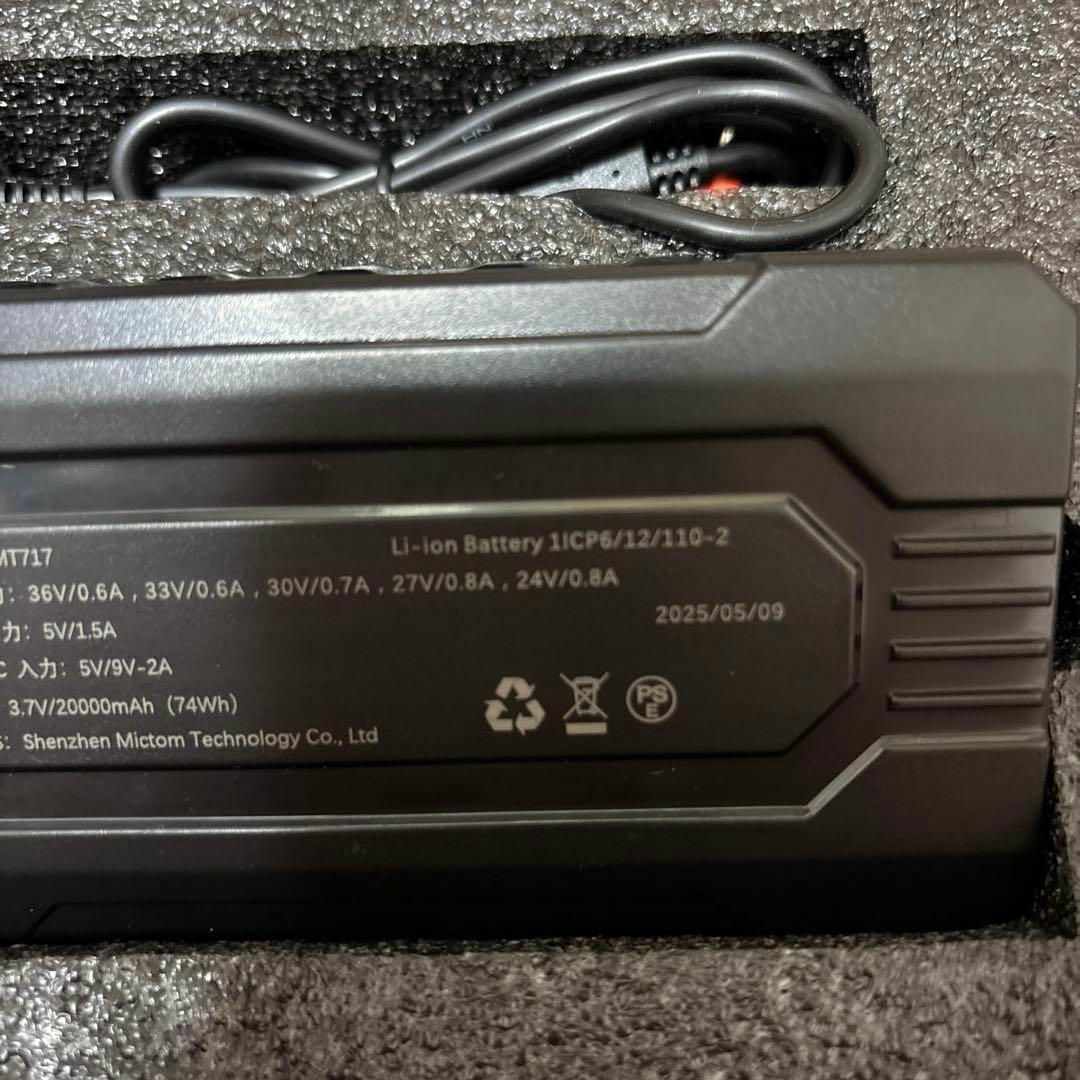 MT717
Li-ion Battery 1ICP6/12/110-2
: 36V/0.6A , 33V/0.6A , 30V/0.7A , 27V/0.8A , 24V/0.8A
力: 5V/1.5A
2025/05/09
C 入力: 5V/9V-2A
3.7V/20000mAh (74Wh)
PS
E
: Shenzhen Mictom Technology Co., Ltd